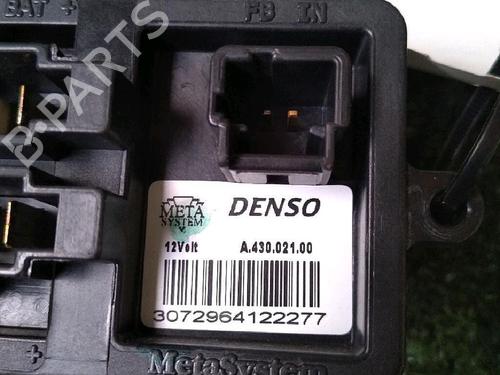 BAT +
FB IN
B-PARTS
META
SYSTEM
DENSO
12Volt
A.430.021.00
3072964122277
+
MetaSystem